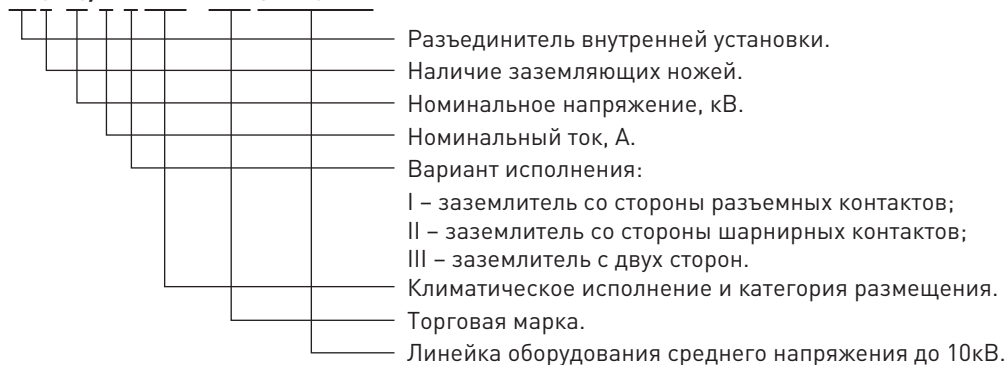 Разъединитель внутренней установки.
Наличие заземляющих ножей.
Номинальное напряжение, кВ.
Номинальный ток, А.
Вариант исполнения:
I – заземлитель со стороны разъемных контактов;
II – заземлитель со стороны шарнирных контактов;
III – заземлитель с двух сторон.
Климатическое исполнение и категория размещения.
Торговая марка.
Линейка оборудования среднего напряжения до 10кВ.